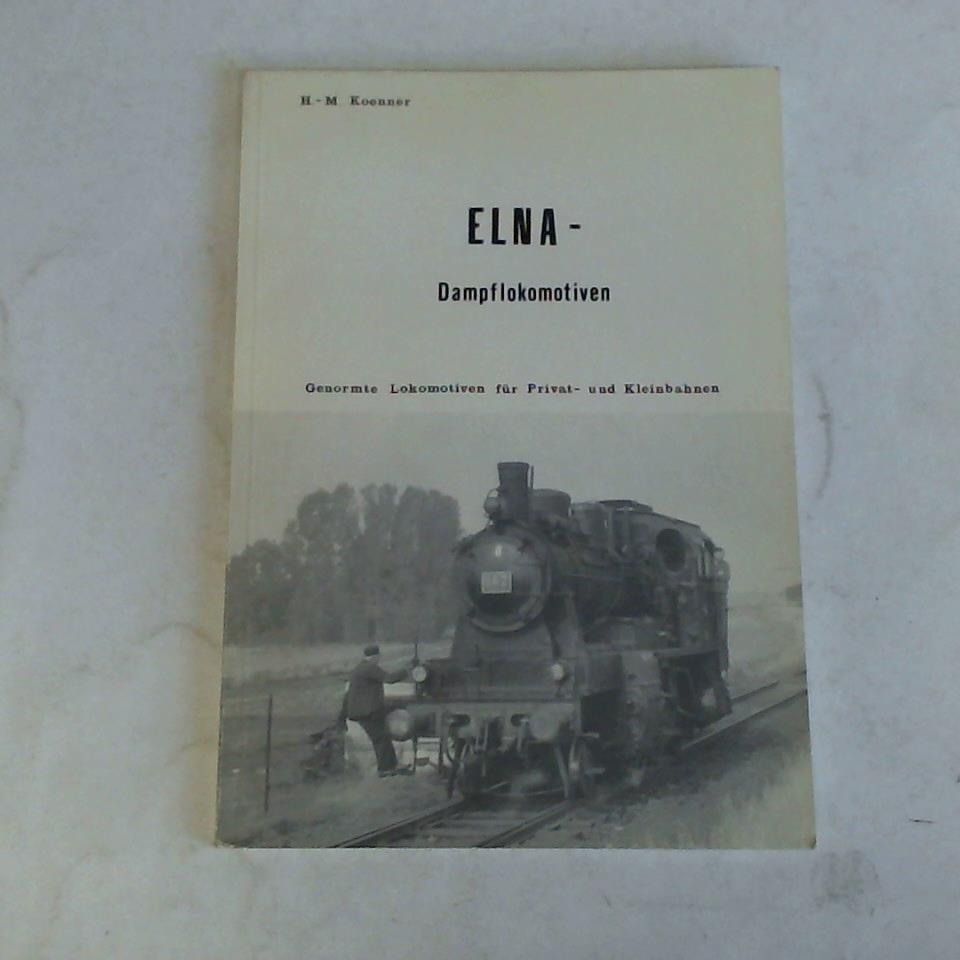 H-M Koenner
ELNA-
Dampflokomotiven
Genormte Lokomotiven für Privat- und Kleinbahnen